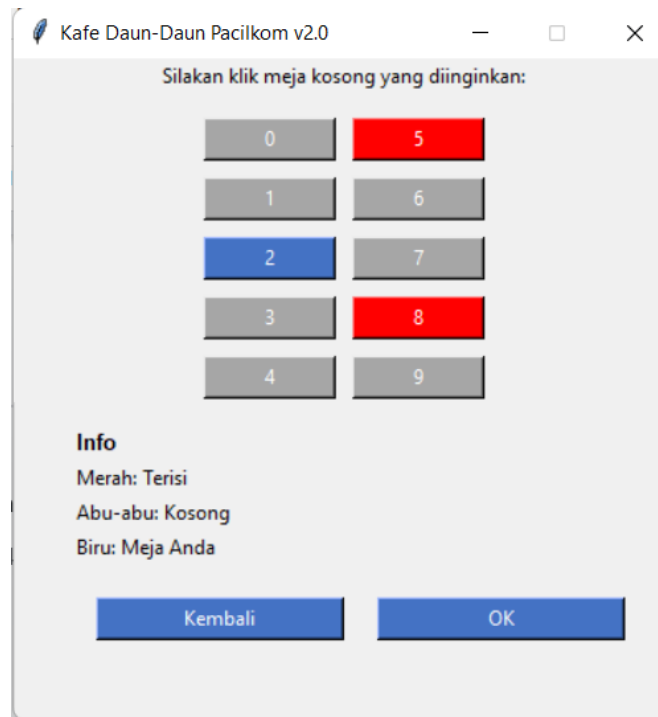 Kafe Daun-Daun Pacilkom v2.0
Silakan klik meja kosong yang diinginkan:
0 5
1 6
2 7
3 8
4 9
Info
Merah: Terisi
Abu-abu: Kosong
Biru: Meja Anda
Kembali OK